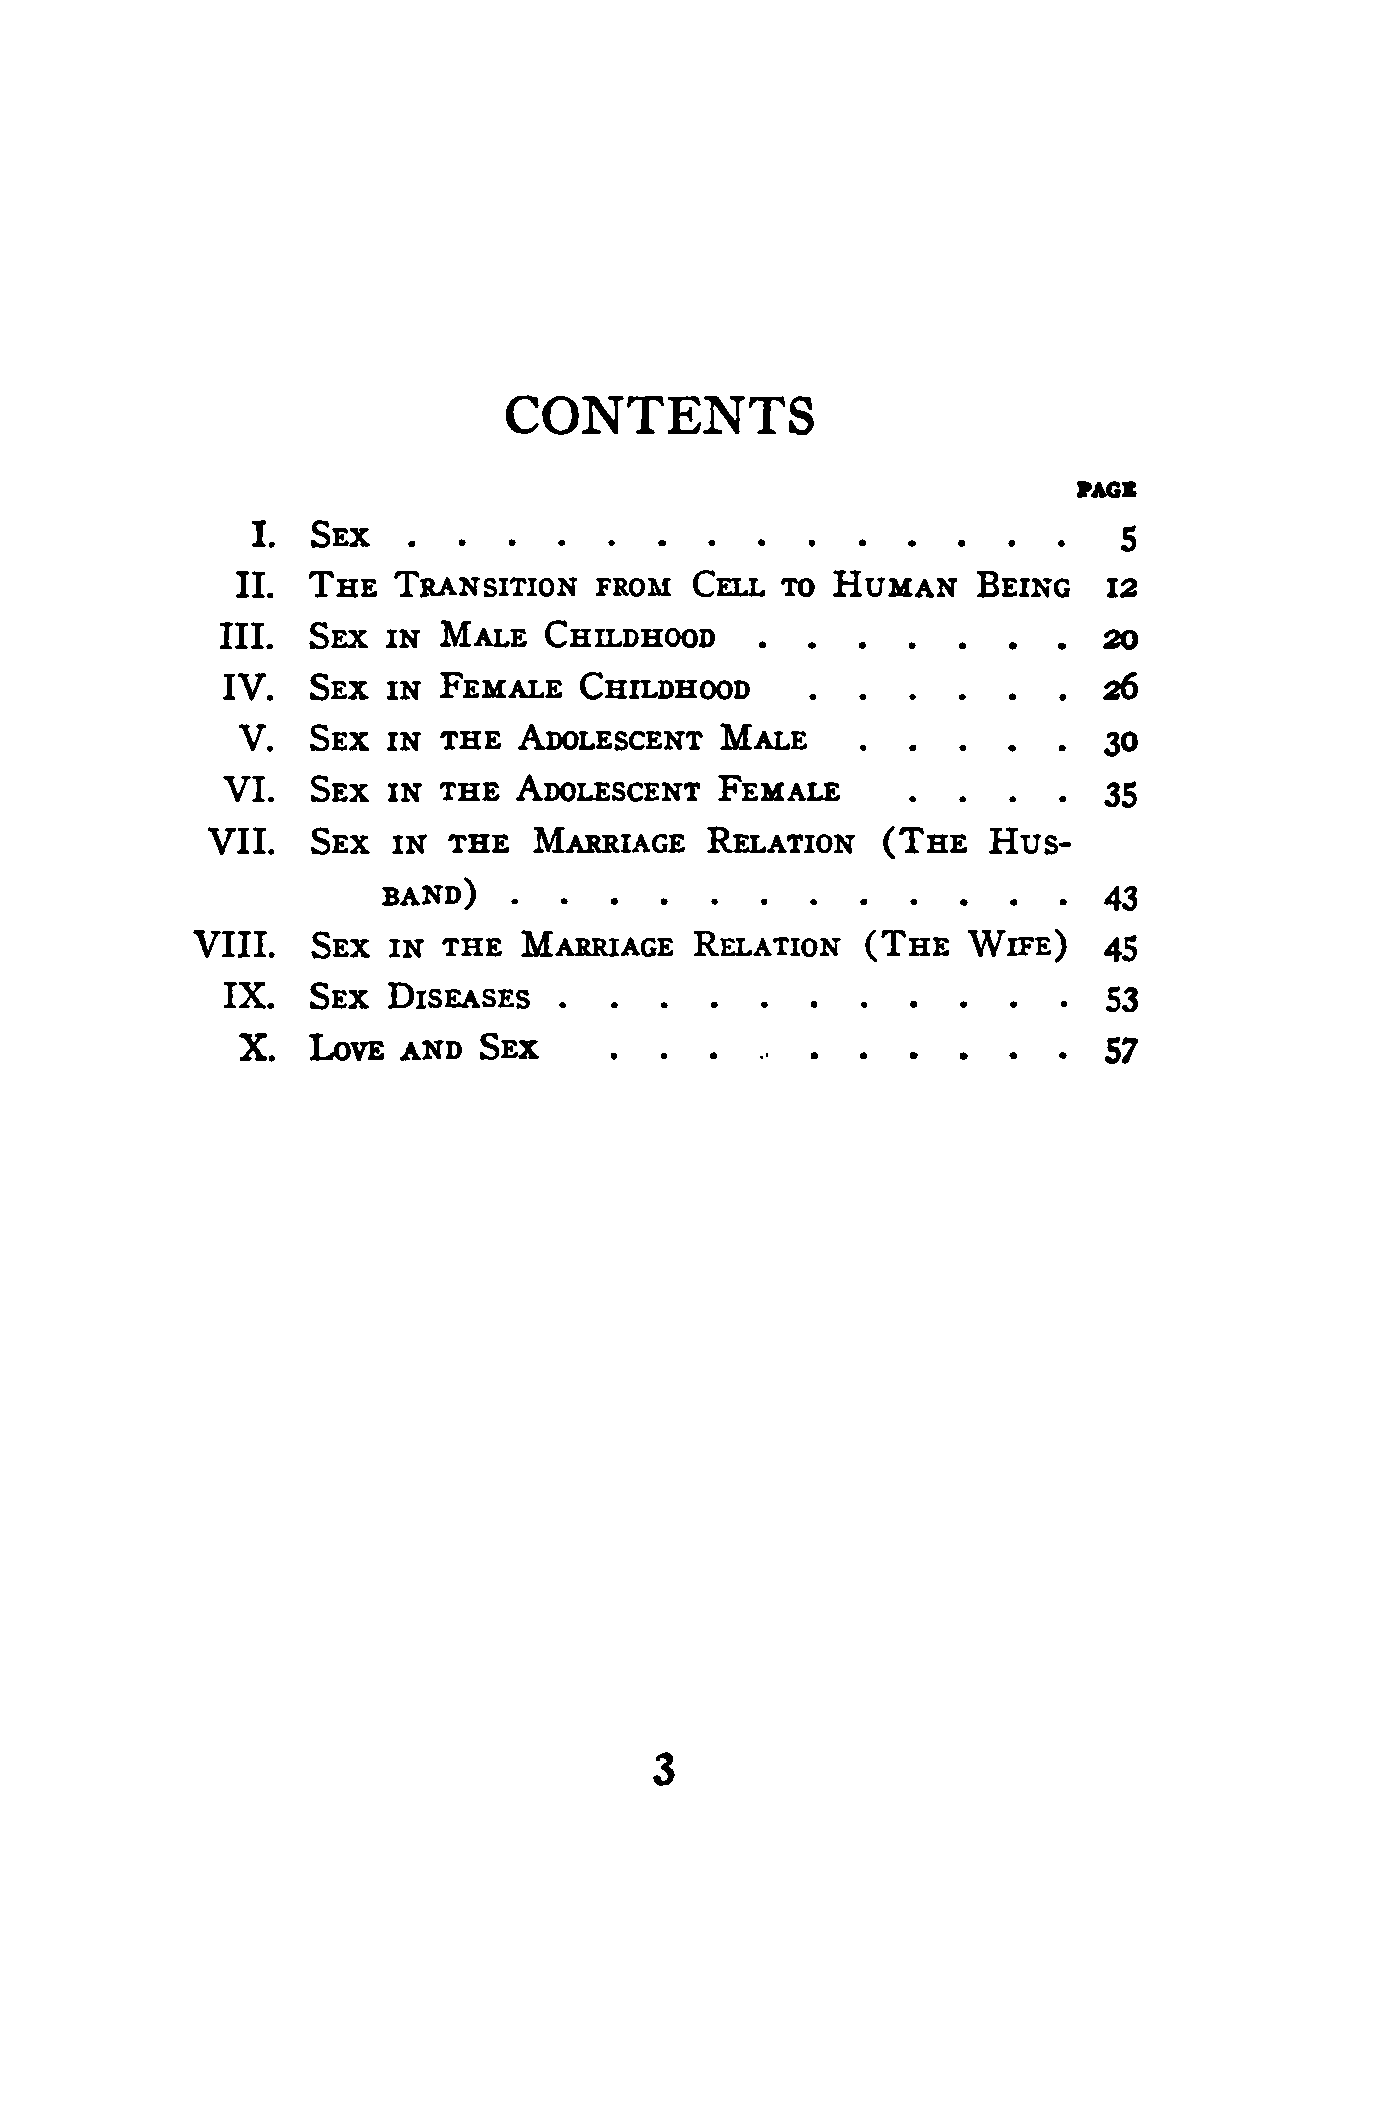 CONTENTS
PAGE
I. Sex . . . . . . . . . . . . . . 5
II. The Transition from Cell to Human Being 12
III. Sex in Male Childhood . . . . . . . 20
IV. Sex in Female Childhood . . . . . . 26
V. Sex in the Adolescent Male . . . . . 30
VI. Sex in the Adolescent Female . . . . 35
VII. Sex in the Marriage Relation (The Hus-
band) . . . . . . . . . . . . 43
VIII. Sex in the Marriage Relation (The Wife) 45
IX. Sex Diseases . . . . . . . . . . . 53
X. Love and Sex . . . . . . . . . . 57
3